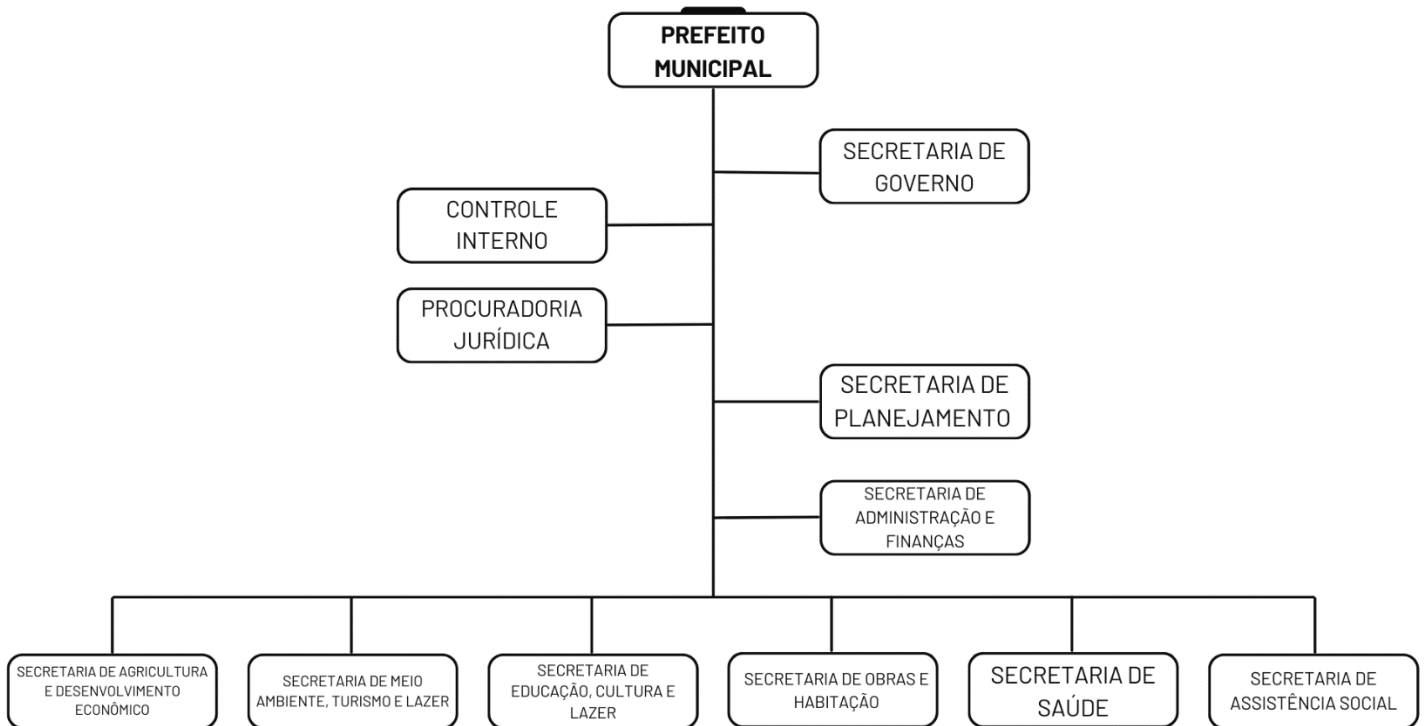 PREFEITO
MUNICIPAL
SECRETARIA DE
GOVERNO
CONTROLE
INTERNO
PROCURADORIA
JURÍDICA
SECRETARIA DE
PLANEJAMENTO
SECRETARIA DE
ADMINISTRAÇÃO E
FINANÇAS
SECRETARIA DE AGRICULTURA
E DESENVOLVIMENTO
ECONÔMICO
SECRETARIA DE MEIO
AMBIENTE, TURISMO E LAZER
SECRETARIA DE
EDUCAÇÃO, CULTURA E
LAZER
SECRETARIA DE OBRAS E
HABITAÇÃO
SECRETARIA DE
SAÚDE
SECRETARIA DE
ASSISTÊNCIA SOCIAL